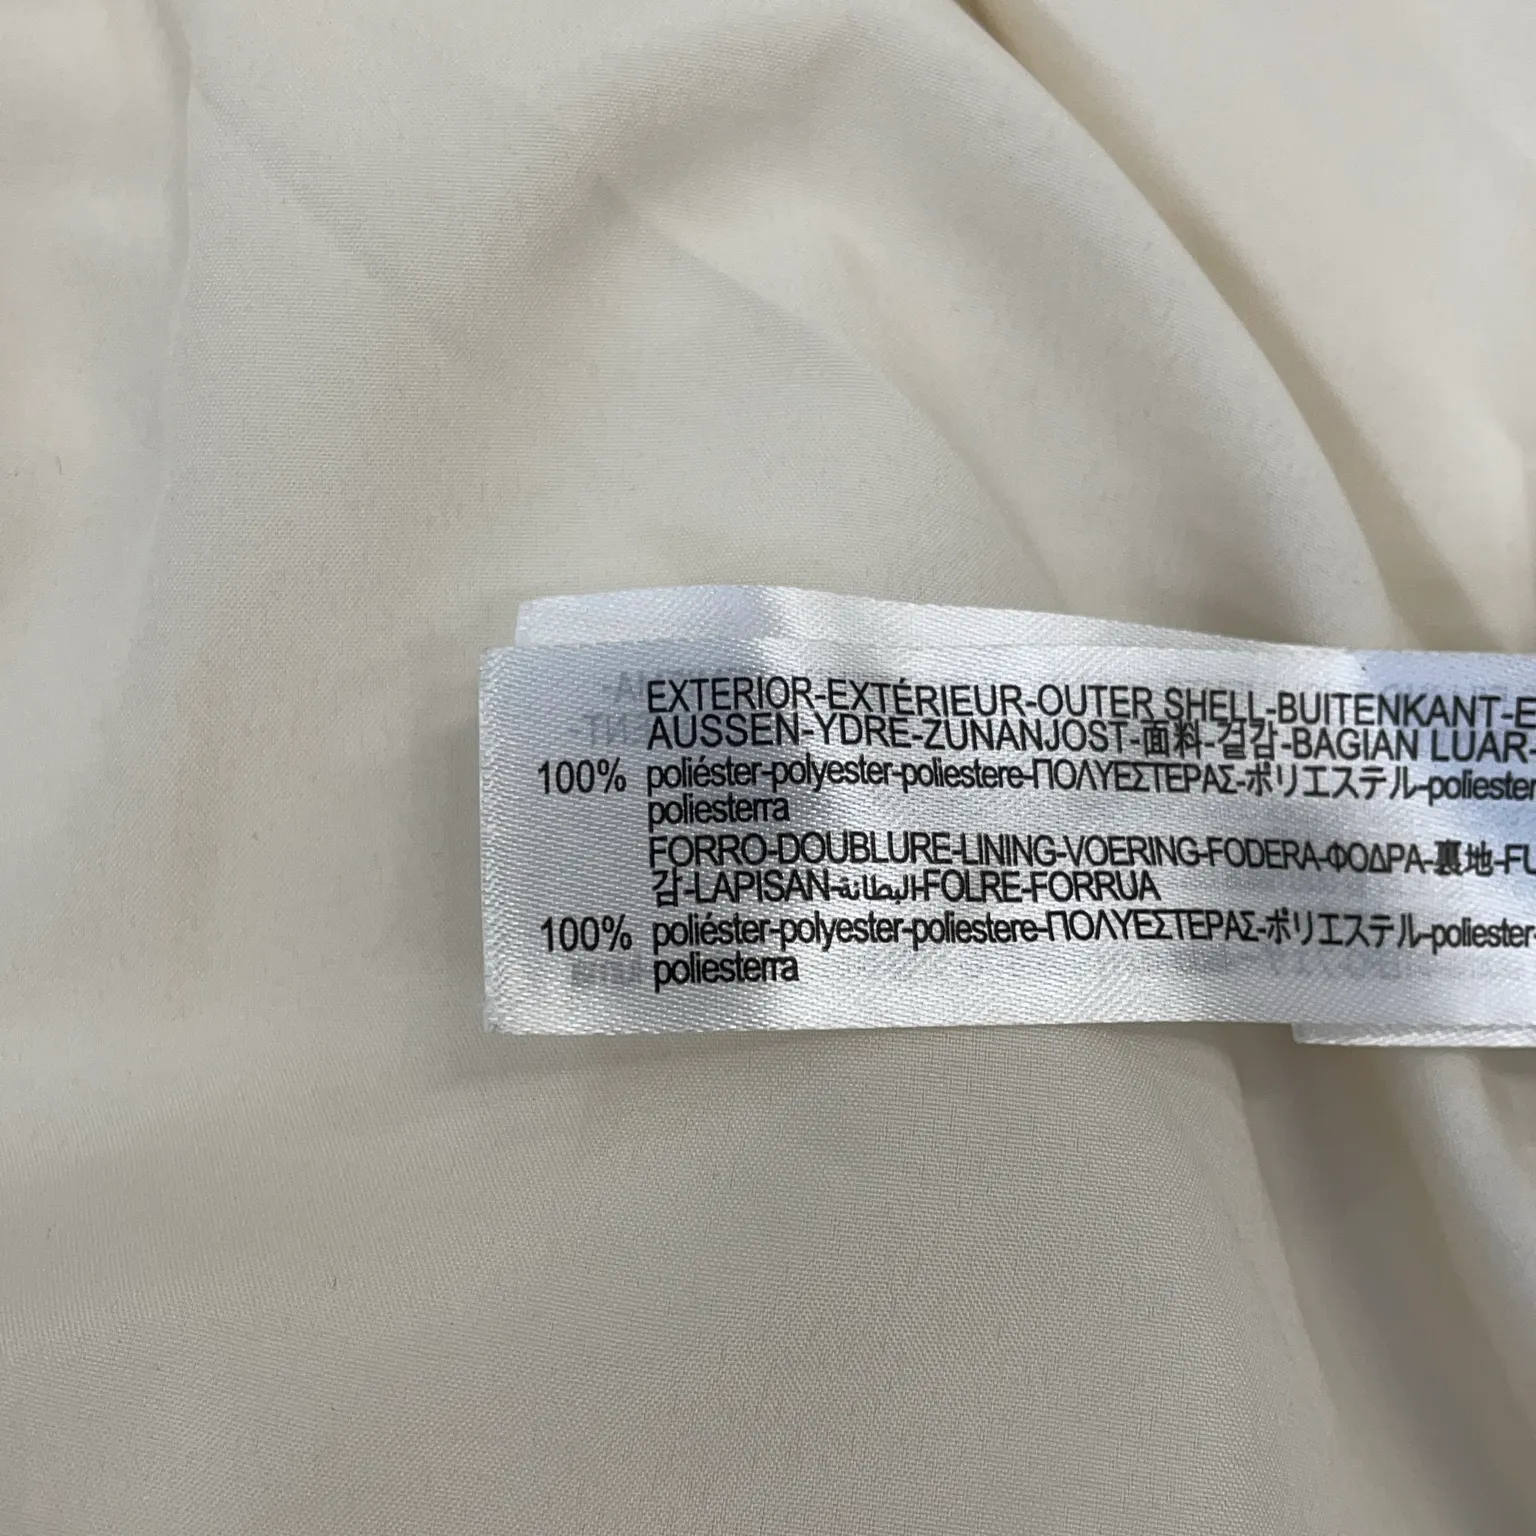 EXTERIOR-EXTÉRIEUR-OUTER SHELL-BUITENKANT-E
AUSSEN-YDRE-ZUNANJOST-面料-겉감-BAGIAN LUAR-
100% poliéster-polyester-poliestere-ΠΟΛΥΕΣΤΕΡΑΣ-ポリエステル-poliester
poliesterra
FORRO-DOUBLURE-LINING-VOERING-FODERA-ΦΟΔΡΑ-裏地-FU
감-LAPISAN-البطانة-FOLRE-FORRUA
100% poliéster-polyester-poliestere-ΠΟΛΥΕΣΤΕΡΑΣ-ポリエステル-poliester-
poliesterra